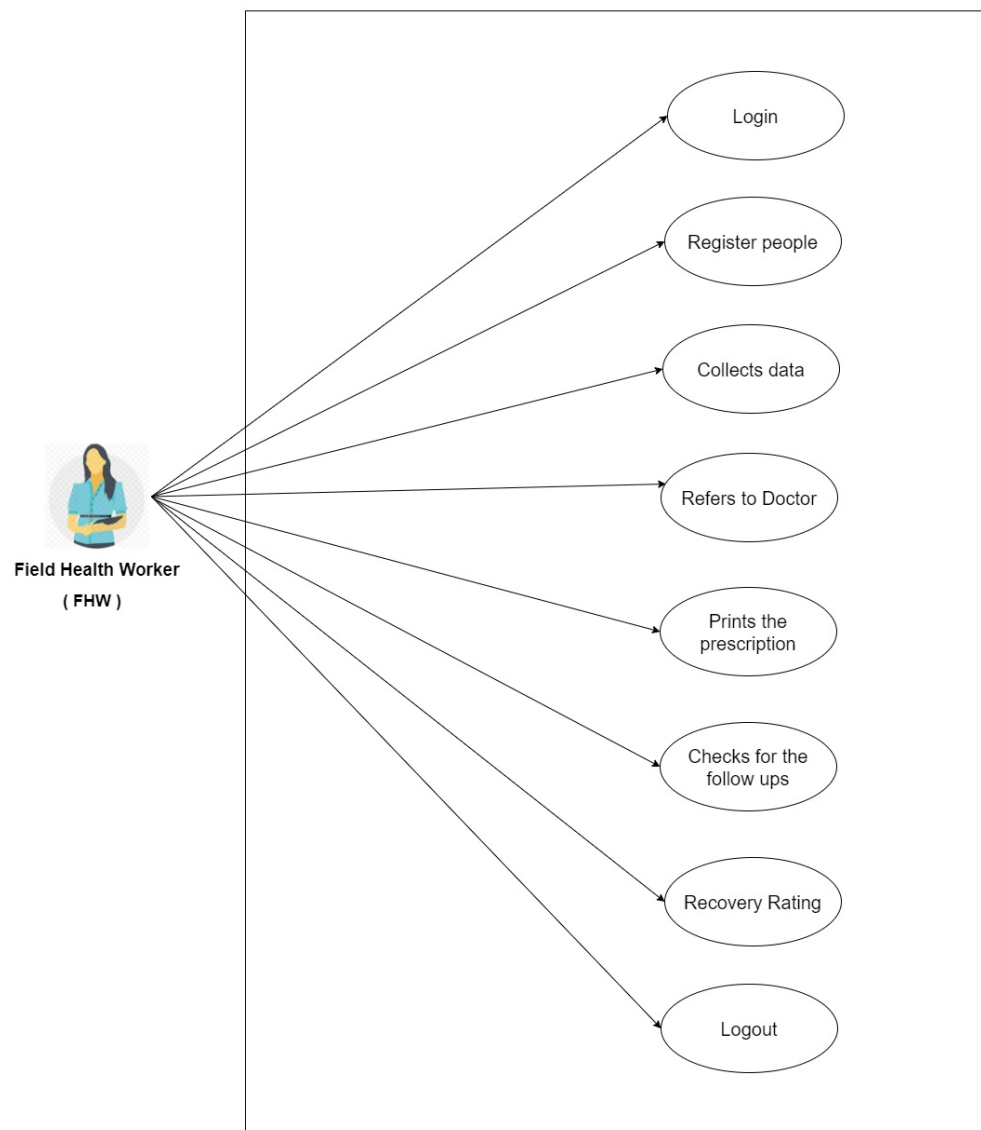 Login
Register people
Collects data
Refers to Doctor
Field Health Worker
( FHW )
Prints the
prescription
Checks for the
follow ups
Recovery Rating
Logout